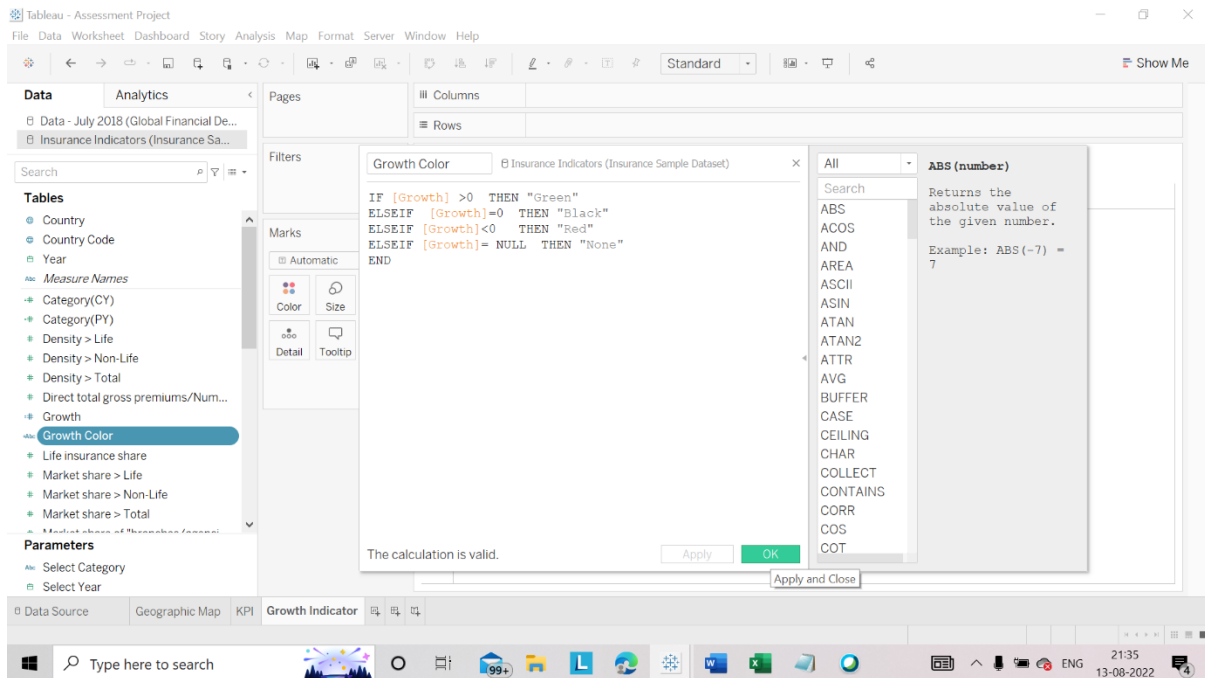 Tableau - Assessment Project
File Data Worksheet Dashboard Story Analysis Map Format Server Window Help
Standard
Show Me
Data Analytics
Data - July 2018 (Global Financial De...
Insurance Indicators (Insurance Sa...
Search
Tables
Country
Country Code
Year
Abc Measure Names
Category(CY)
Category(PY)
Density > Life
Density > Non-Life
Density > Total
Direct total gross premiums/Num...
Growth
Growth Color
Life insurance share
Market share > Life
Market share > Non-Life
Market share > Total
Parameters
Abc Select Category
Select Year
Pages
Filters
Marks
Automatic
Color Size
Detail Tooltip
Columns
Rows
Growth Color Insurance Indicators (Insurance Sample Dataset)
IF [Growth] >0 THEN "Green"
ELSEIF [Growth]=0 THEN "Black"
ELSEIF [Growth]<0 THEN "Red"
ELSEIF [Growth]= NULL THEN "None"
END
The calculation is valid.
Apply OK
Apply and Close
All
Search
ABS
ACOS
AND
AREA
ASCII
ASIN
ATAN
ATAN2
ATTR
AVG
BUFFER
CASE
CEILING
CHAR
COLLECT
CONTAINS
CORR
COS
COT
ABS(number)
Returns the
absolute value of
the given number.
Example: ABS(-7) =
7
Data Source Geographic Map KPI Growth Indicator
Type here to search
99+
ENG
21:35
13-08-2022
4